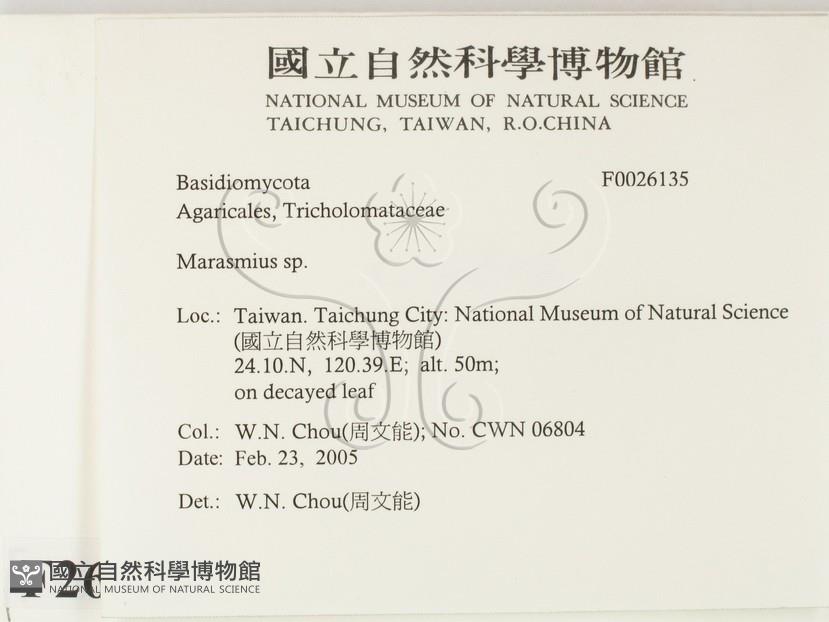 國立自然科學博物館
NATIONAL MUSEUM OF NATURAL SCIENCE
TAICHUNG, TAIWAN, R.O.CHINA
Basidiomycota F0026135
Agaricales, Tricholomataceae
Marasmius sp.
Loc.: Taiwan. Taichung City: National Museum of Natural Science
(國立自然科學博物館)
24.10.N, 120.39.E; alt. 50m;
on decayed leaf
Col.: W.N. Chou(周文能); No. CWN 06804
Date: Feb. 23, 2005
Det.: W.N. Chou(周文能)
國立自然科學博物館
NATIONAL MUSEUM OF NATURAL SCIENCE